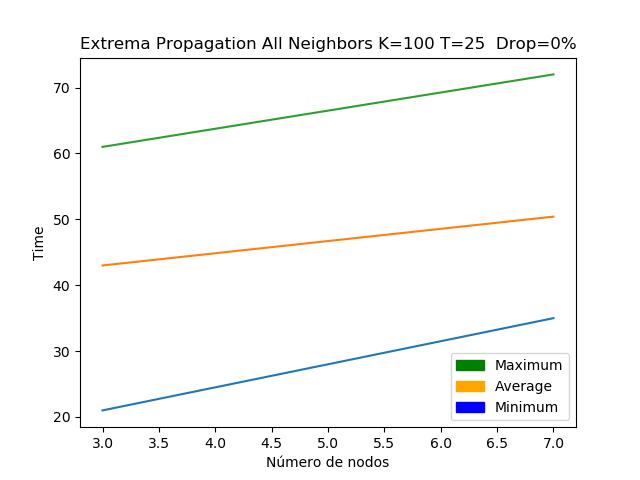 Extrema Propagation All Neighbors K=100 T=25  Drop=0%
Time
70
60
50
40
30
20
3.0 3.5 4.0 4.5 5.0 5.5 6.0 6.5 7.0
Número de nodos
Maximum
Average
Minimum